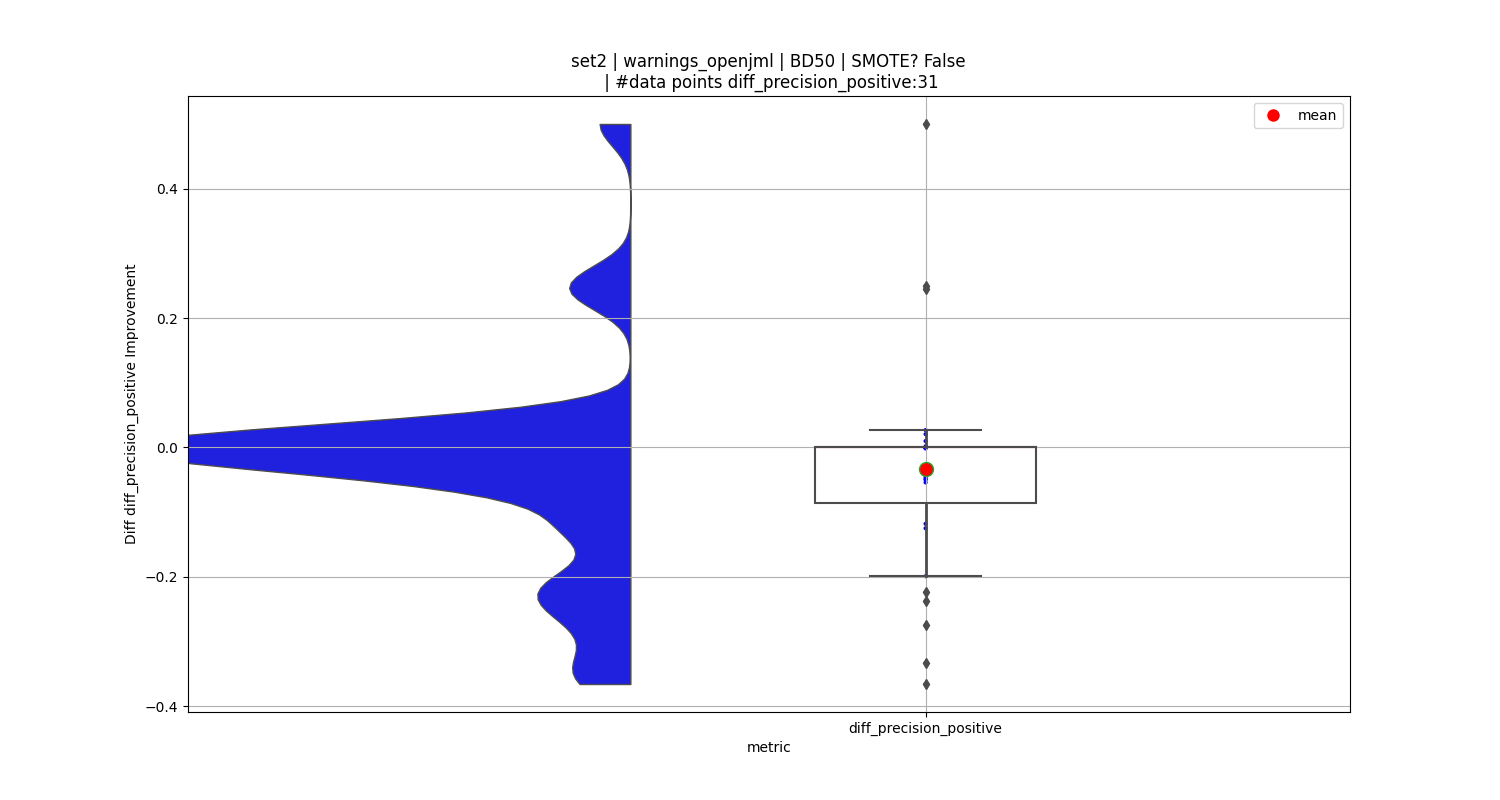 set2 | warnings_openjml | BD50 | SMOTE? False
| #data points diff_precision_positive:31
mean
0.4
0.2
0.0
−0.2
−0.4
Diff diff_precision_positive Improvement
diff_precision_positive
metric